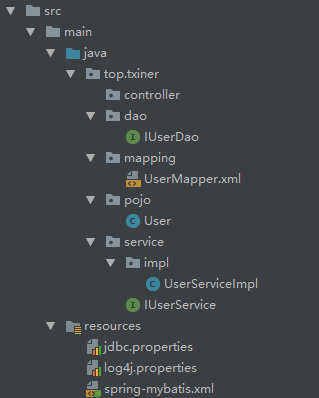 src
main
java
top.txiner
controller
dao
IUserDao
mapping
UserMapper.xml
pojo
User
service
impl
UserServiceImpl
IUserService
resources
jdbc.properties
log4j.properties
spring-mybatis.xml